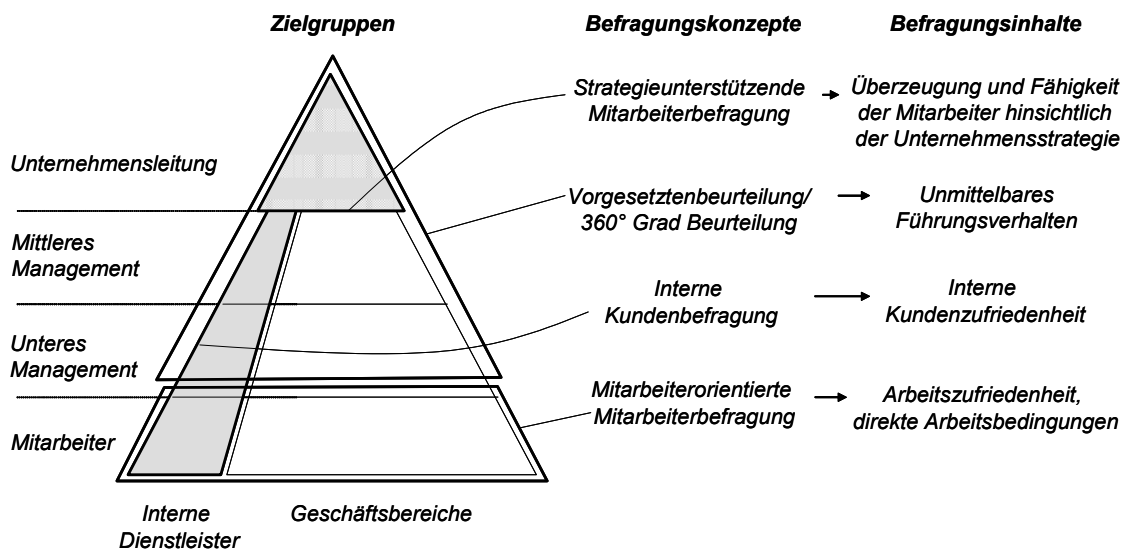 Zielgruppen
Befragungskonzepte
Befragungsinhalte
Unternehmensleitung
Mittleres
Management
Unteres
Management
Mitarbeiter
Interne
Dienstleister
Geschäftsbereiche
Strategieunterstützende
Mitarbeiterbefragung
Überzeugung und Fähigkeit
der Mitarbeiter hinsichtlich
der Unternehmensstrategie
Vorgesetztenbeurteilung/
360° Grad Beurteilung
Unmittelbares
Führungsverhalten
Interne
Kundenbefragung
Interne
Kundenzufriedenheit
Mitarbeiterorientierte
Mitarbeiterbefragung
Arbeitszufriedenheit,
direkte Arbeitsbedingungen